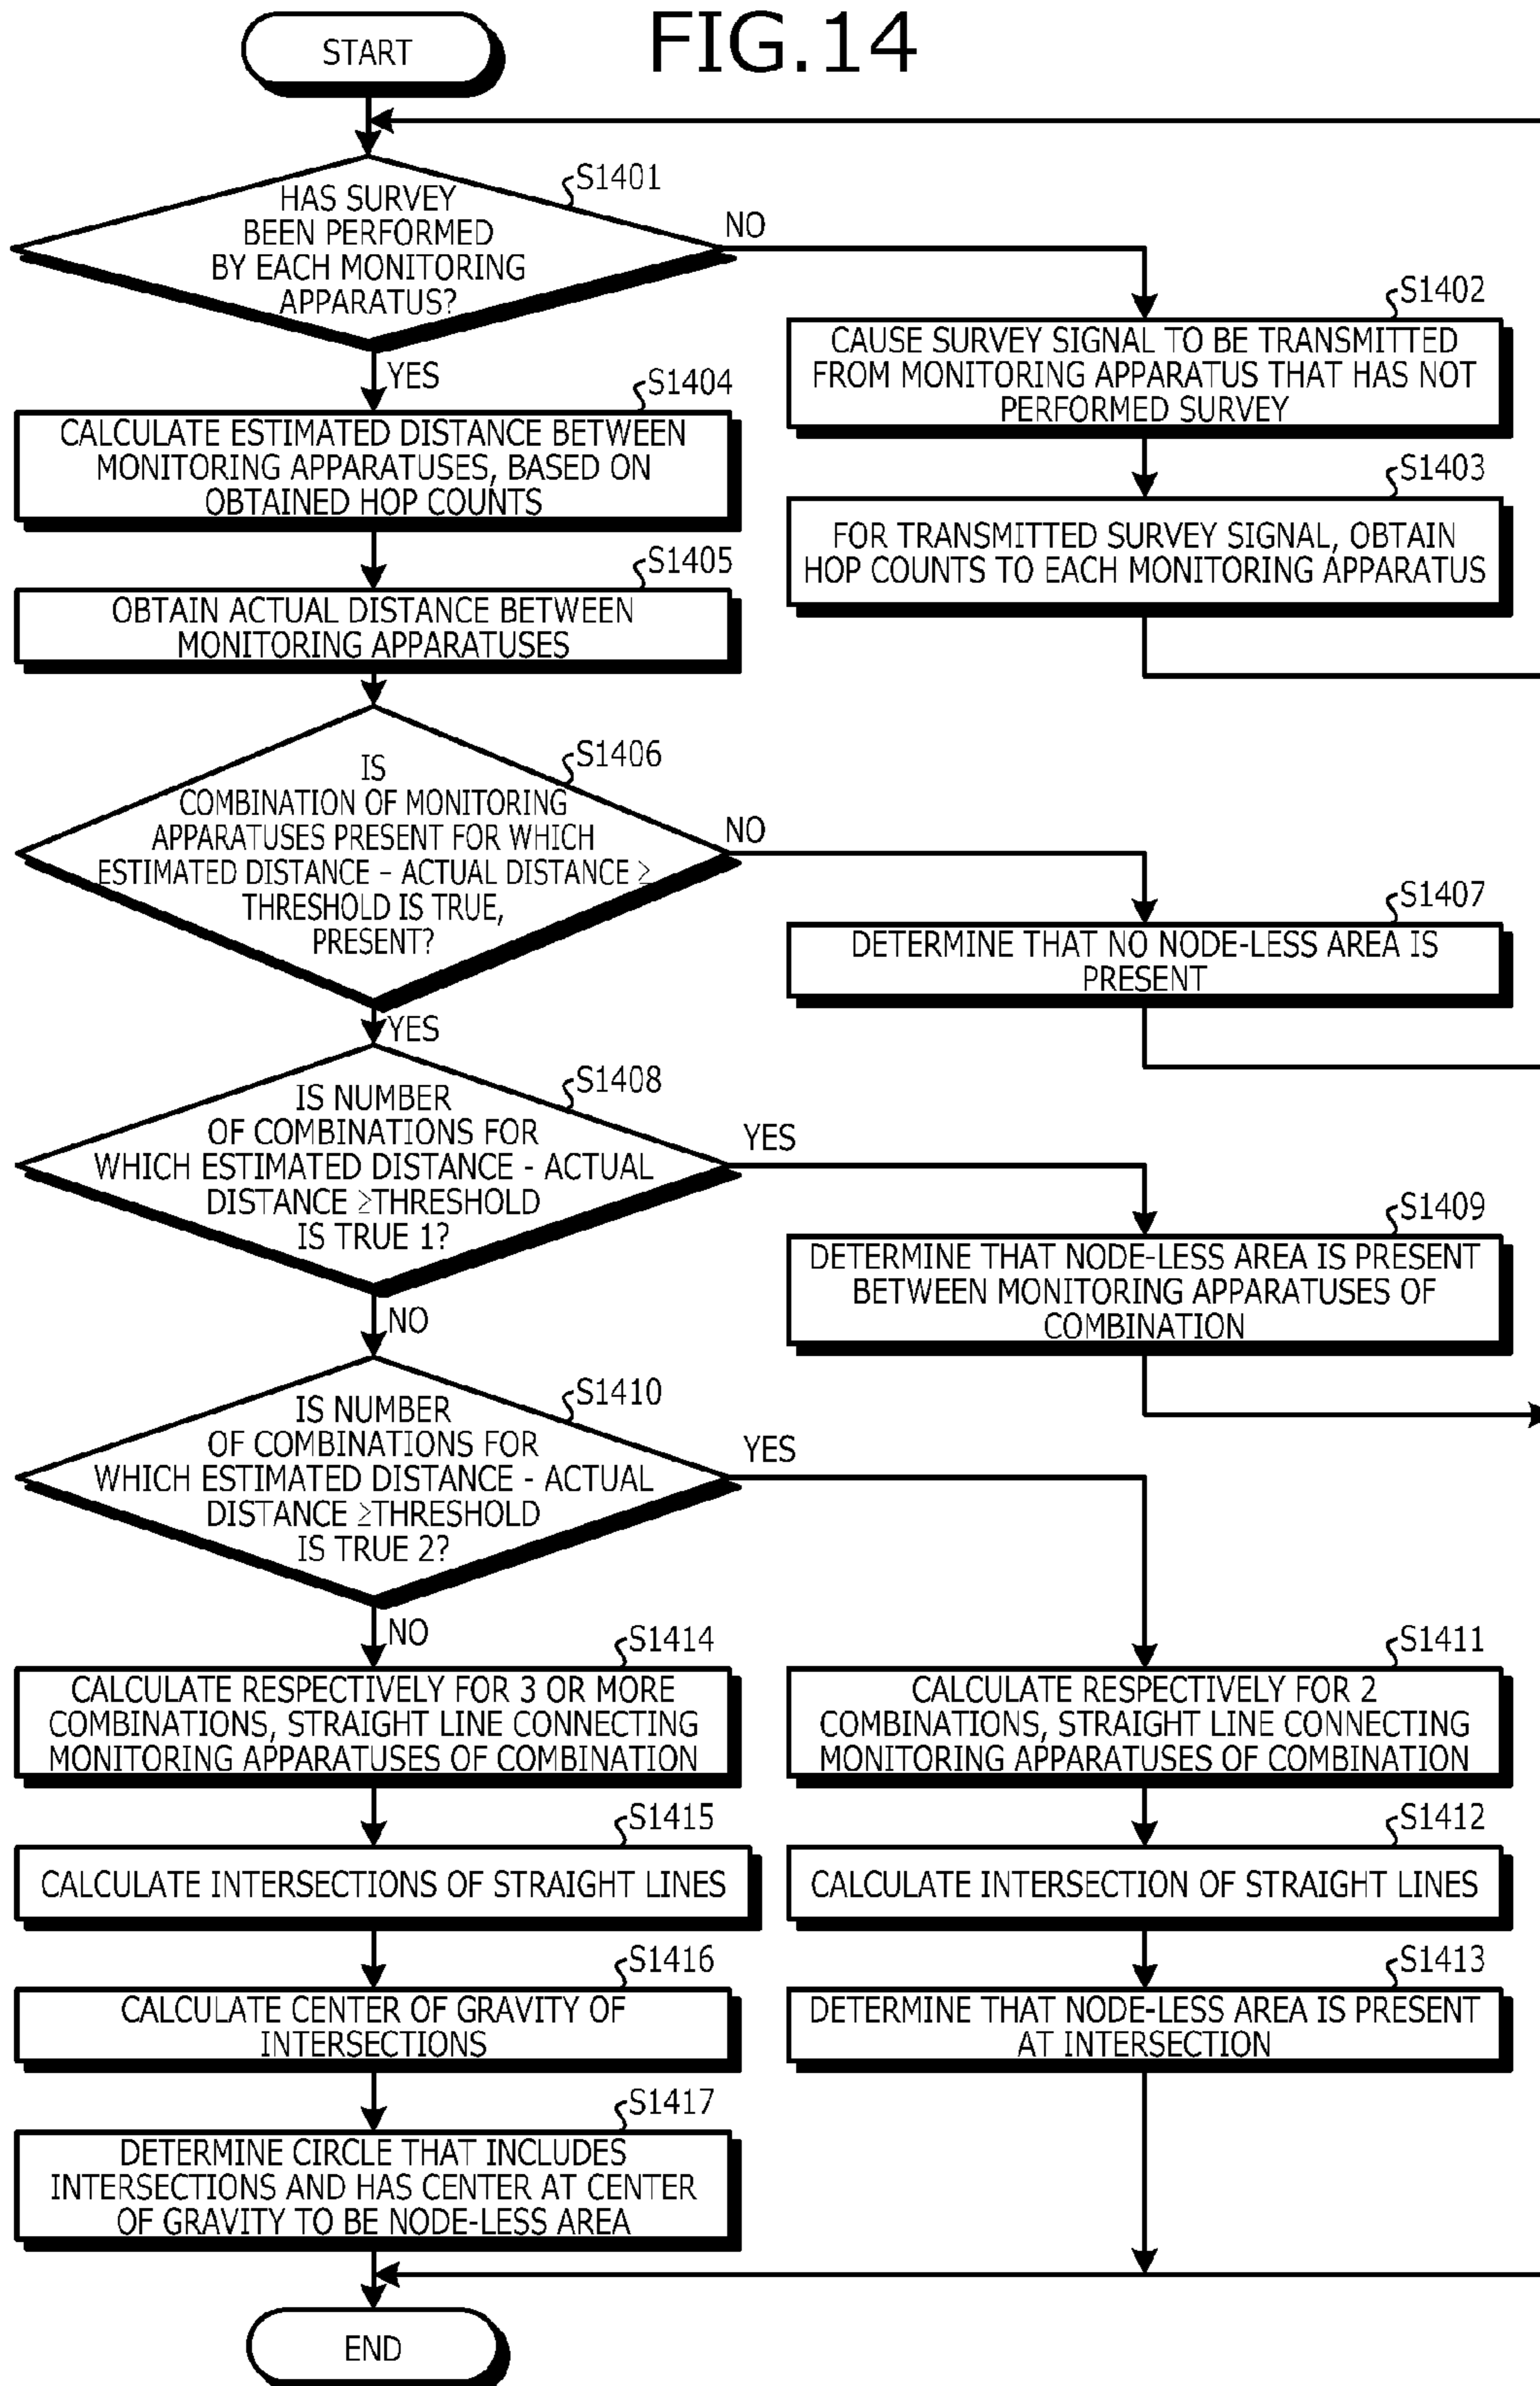 FIG.14
START
S1401
HAS SURVEY
BEEN PERFORMED
BY EACH MONITORING
APPARATUS?
NO
YES
S1402
CAUSE SURVEY SIGNAL TO BE TRANSMITTED
FROM MONITORING APPARATUS THAT HAS NOT
PERFORMED SURVEY
S1403
FOR TRANSMITTED SURVEY SIGNAL, OBTAIN
HOP COUNTS TO EACH MONITORING APPARATUS
S1404
CALCULATE ESTIMATED DISTANCE BETWEEN
MONITORING APPARATUSES, BASED ON
OBTAINED HOP COUNTS
S1405
OBTAIN ACTUAL DISTANCE BETWEEN
MONITORING APPARATUSES
S1406
IS
COMBINATION OF MONITORING
APPARATUSES PRESENT FOR WHICH
ESTIMATED DISTANCE – ACTUAL DISTANCE ≥
THRESHOLD IS TRUE,
PRESENT?
NO
YES
S1407
DETERMINE THAT NO NODE-LESS AREA IS
PRESENT
S1408
IS NUMBER
OF COMBINATIONS FOR
WHICH ESTIMATED DISTANCE - ACTUAL
DISTANCE ≥THRESHOLD
IS TRUE 1?
YES
NO
S1409
DETERMINE THAT NODE-LESS AREA IS PRESENT
BETWEEN MONITORING APPARATUSES OF
COMBINATION
S1410
IS NUMBER
OF COMBINATIONS FOR
WHICH ESTIMATED DISTANCE - ACTUAL
DISTANCE ≥THRESHOLD
IS TRUE 2?
YES
NO
S1411
CALCULATE RESPECTIVELY FOR 2
COMBINATIONS, STRAIGHT LINE CONNECTING
MONITORING APPARATUSES OF COMBINATION
S1412
CALCULATE INTERSECTION OF STRAIGHT LINES
S1413
DETERMINE THAT NODE-LESS AREA IS PRESENT
AT INTERSECTION
S1414
CALCULATE RESPECTIVELY FOR 3 OR MORE
COMBINATIONS, STRAIGHT LINE CONNECTING
MONITORING APPARATUSES OF COMBINATION
S1415
CALCULATE INTERSECTIONS OF STRAIGHT LINES
S1416
CALCULATE CENTER OF GRAVITY OF
INTERSECTIONS
S1417
DETERMINE CIRCLE THAT INCLUDES
INTERSECTIONS AND HAS CENTER AT CENTER
OF GRAVITY TO BE NODE-LESS AREA
END